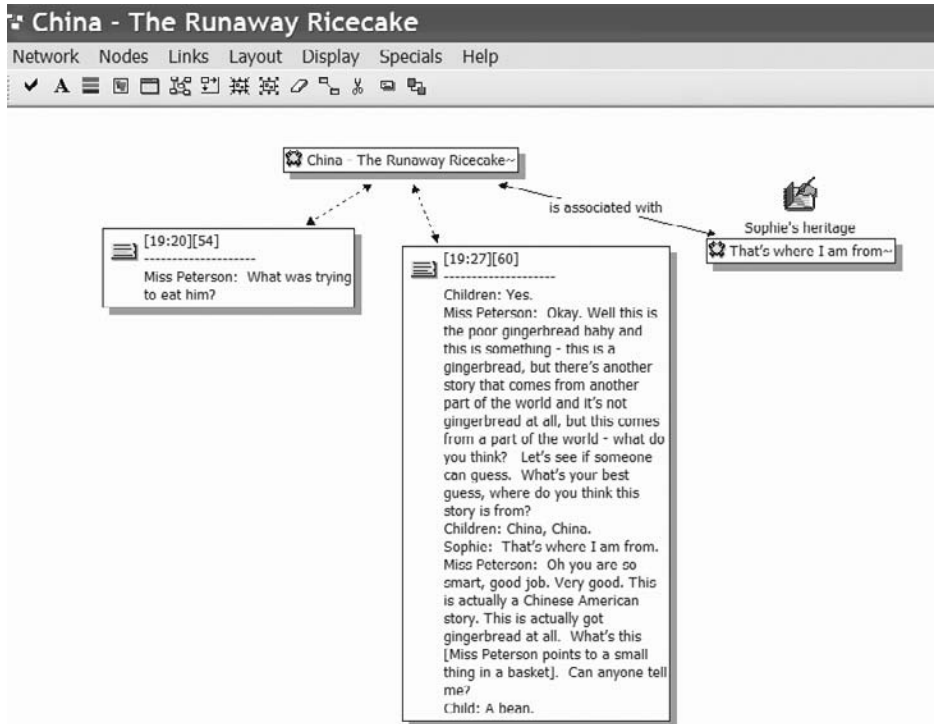 China - The Runaway Ricecake
Network Nodes Links Layout Display Specials Help
China - The Runaway Ricecake~
is associated with
Sophie's heritage
That's where I am from~
[19:20][54]
--------------------
Miss Peterson: What was trying
to eat him?
[19:27][60]
--------------------
Children: Yes.
Miss Peterson: Okay. Well this is
the poor gingerbread baby and
this is something - this is a
gingerbread, but there's another
story that comes from another
part of the world and it's not
gingerbread at all, but this comes
from a part of the world - what do
you think? Let's see if someone
can guess. What's your best
guess, where do you think this
story is from?
Children: China, China.
Sophie: That's where I am from.
Miss Peterson: Oh you are so
smart, good job. Very good. This
is actually a Chinese American
story. This is actually got
gingerbread at all. What's this
[Miss Peterson points to a small
thing in a basket]. Can anyone tell
me?
Child: A bean.